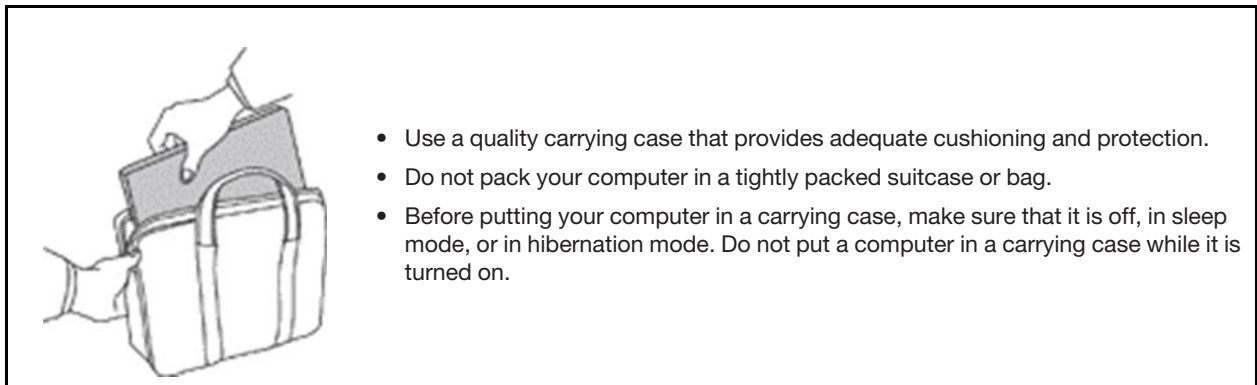 • Use a quality carrying case that provides adequate cushioning and protection.
• Do not pack your computer in a tightly packed suitcase or bag.
• Before putting your computer in a carrying case, make sure that it is off, in sleep
mode, or in hibernation mode. Do not put a computer in a carrying case while it is
turned on.